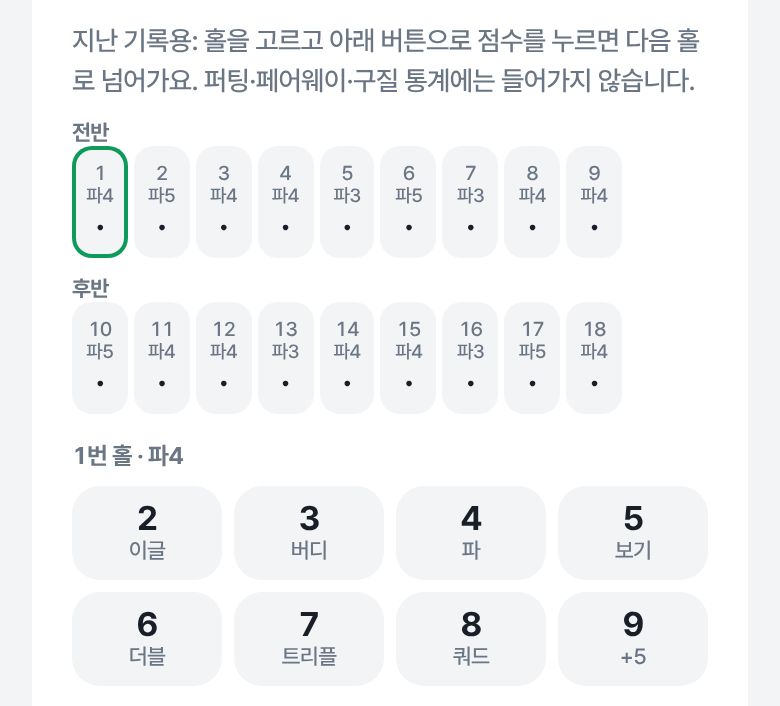 지난 기록용: 홀을 고르고 아래 버튼으로 점수를 누르면 다음 홀
로 넘어가요. 퍼팅·페어웨이·구질 통계에는 들어가지 않습니다.
전반
1 2 3 4 5 6 7 8 9
파4 파5 파4 파4 파3 파5 파3 파4 파4
• • • • • • • • •
후반
10 11 12 13 14 15 16 17 18
파5 파4 파4 파3 파4 파4 파3 파5 파4
• • • • • • • • •
1번 홀 · 파4
2 3 4 5
이글 버디 파 보기
6 7 8 9
더블 트리플 쿼드 +5